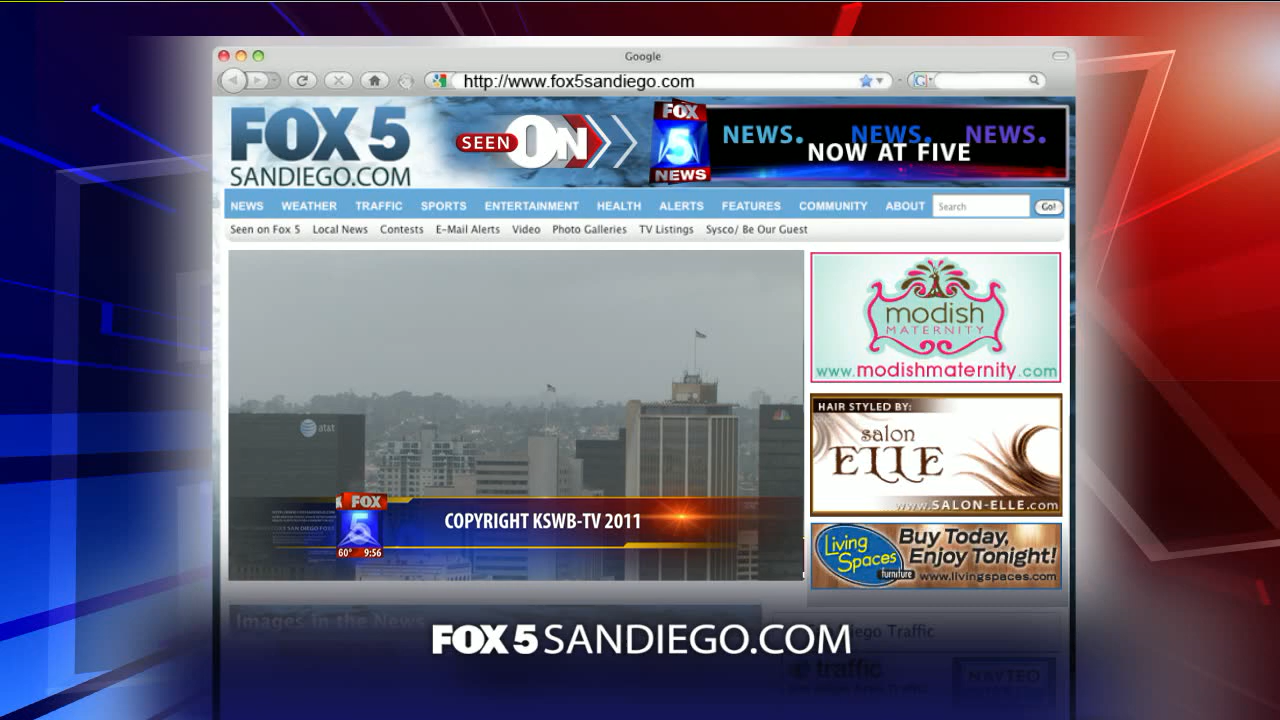 Google
http://www.fox5sandiego.com
FOX 5
SANDIEGO.COM
SEEN ON
FOX
5
NEWS
NEWS. NEWS. NEWS.
NOW AT FIVE
NEWS WEATHER TRAFFIC SPORTS ENTERTAINMENT HEALTH ALERTS FEATURES COMMUNITY ABOUT Search Go!
Seen on Fox 5 Local News Contests E-Mail Alerts Video Photo Galleries TV Listings Sysco/ Be Our Guest
modish
MATERNITY
www.modishmaternity.com
HAIR STYLED BY:
salon
ELLE
www.SALON-ELLE.com
Living
Spaces
furniture
Buy Today,
Enjoy Tonight!
www.livingspaces.com
at&t
FOX
5
60° 9:56
COPYRIGHT KSWB-TV 2011
Images in the News
Traffic
traffic
NAVTEQ
FOX 5 SANDIEGO.COM